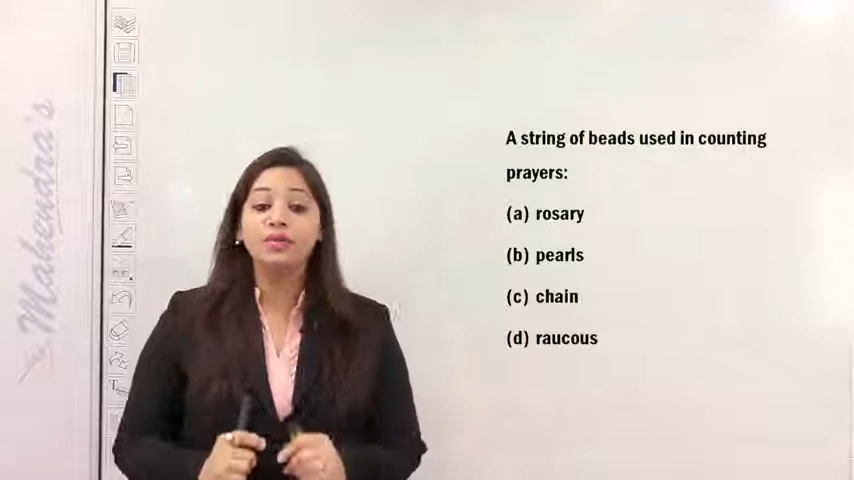 Mahendra's
A string of beads used in counting
prayers:
(a) rosary
(b) pearls
(c) chain
(d) raucous